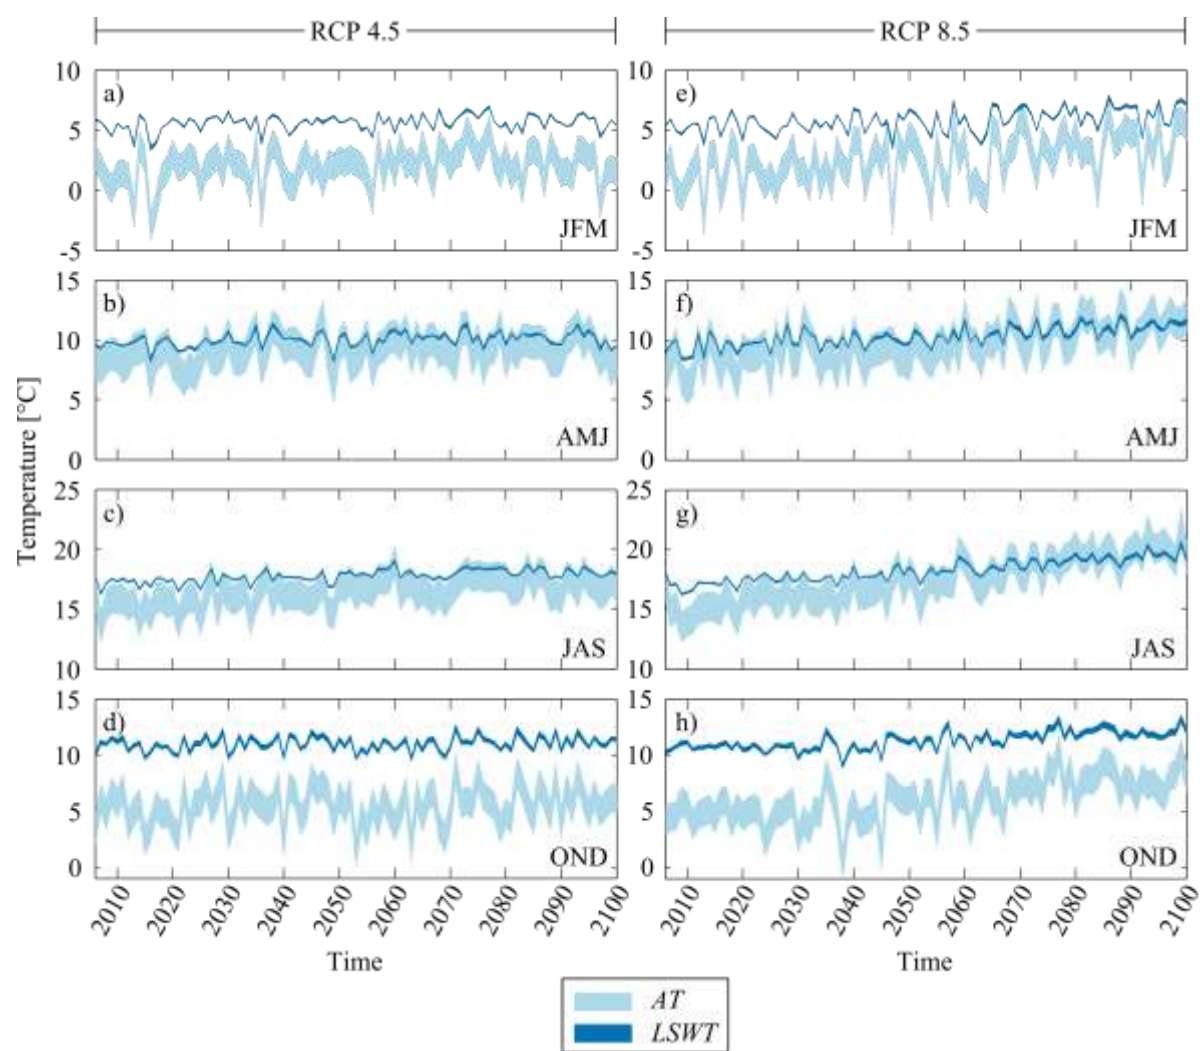 RCP 4.5 RCP 8.5
10 10
a) e)
5 5
0 0
JFM JFM
-5 -5
15 15
b) f)
10 10
5 5
AMJ AMJ
0 0
Temperature [°C]
25 25
c) g)
20 20
15 15
JAS JAS
10 10
15 15
d) h)
10 10
5 5
OND OND
0 0
2010 2020 2030 2040 2050 2060 2070 2080 2090 2100 2010 2020 2030 2040 2050 2060 2070 2080 2090 2100
Time Time
AT
LSWT